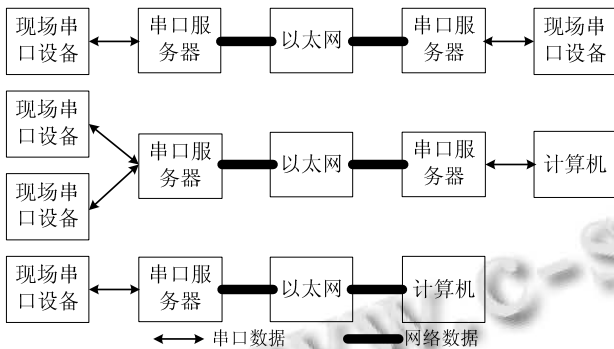 现场串
口设备
串口服
务器
以太网
串口服
务器
现场串
口设备
现场串
口设备
现场串
口设备
串口服
务器
以太网
串口服
务器
计算机
现场串
口设备
串口服
务器
以太网
计算机
串口数据
网络数据
www.c-s